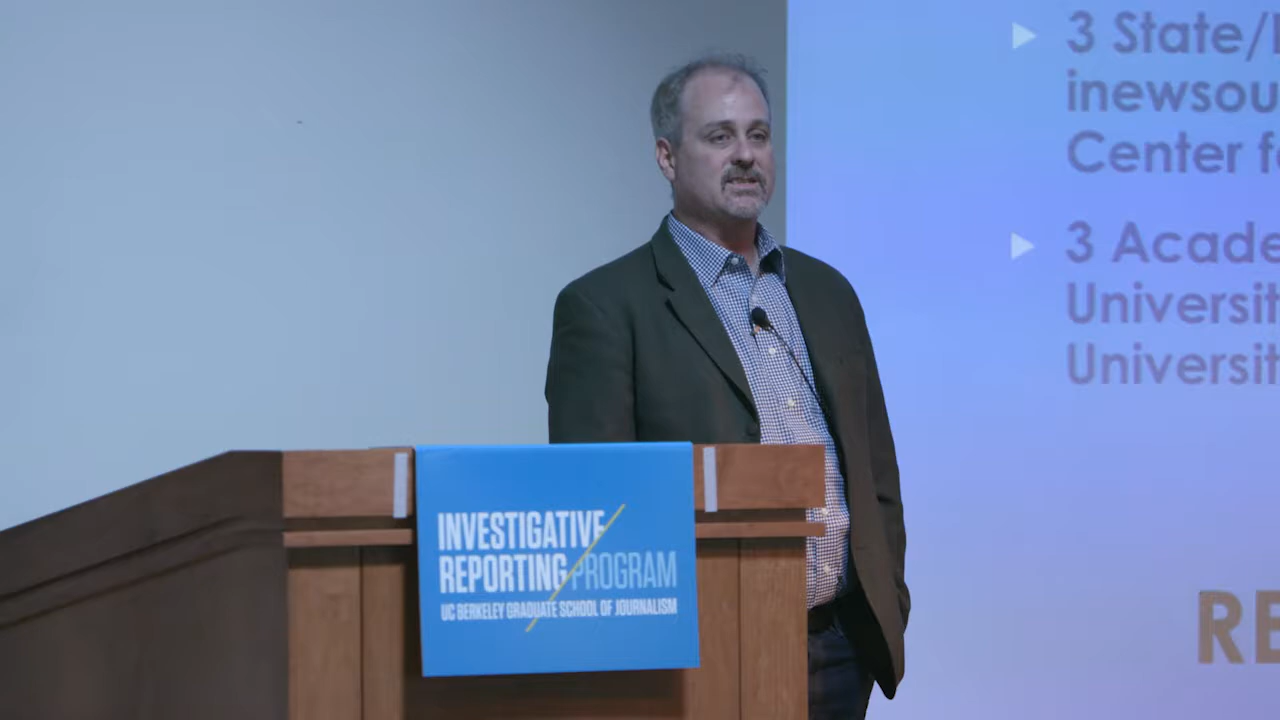 3 State/
inewsou
Center f
3 Acade
Universit
Universit
RE
INVESTIGATIVE
REPORTING PROGRAM
UC BERKELEY GRADUATE SCHOOL OF JOURNALISM